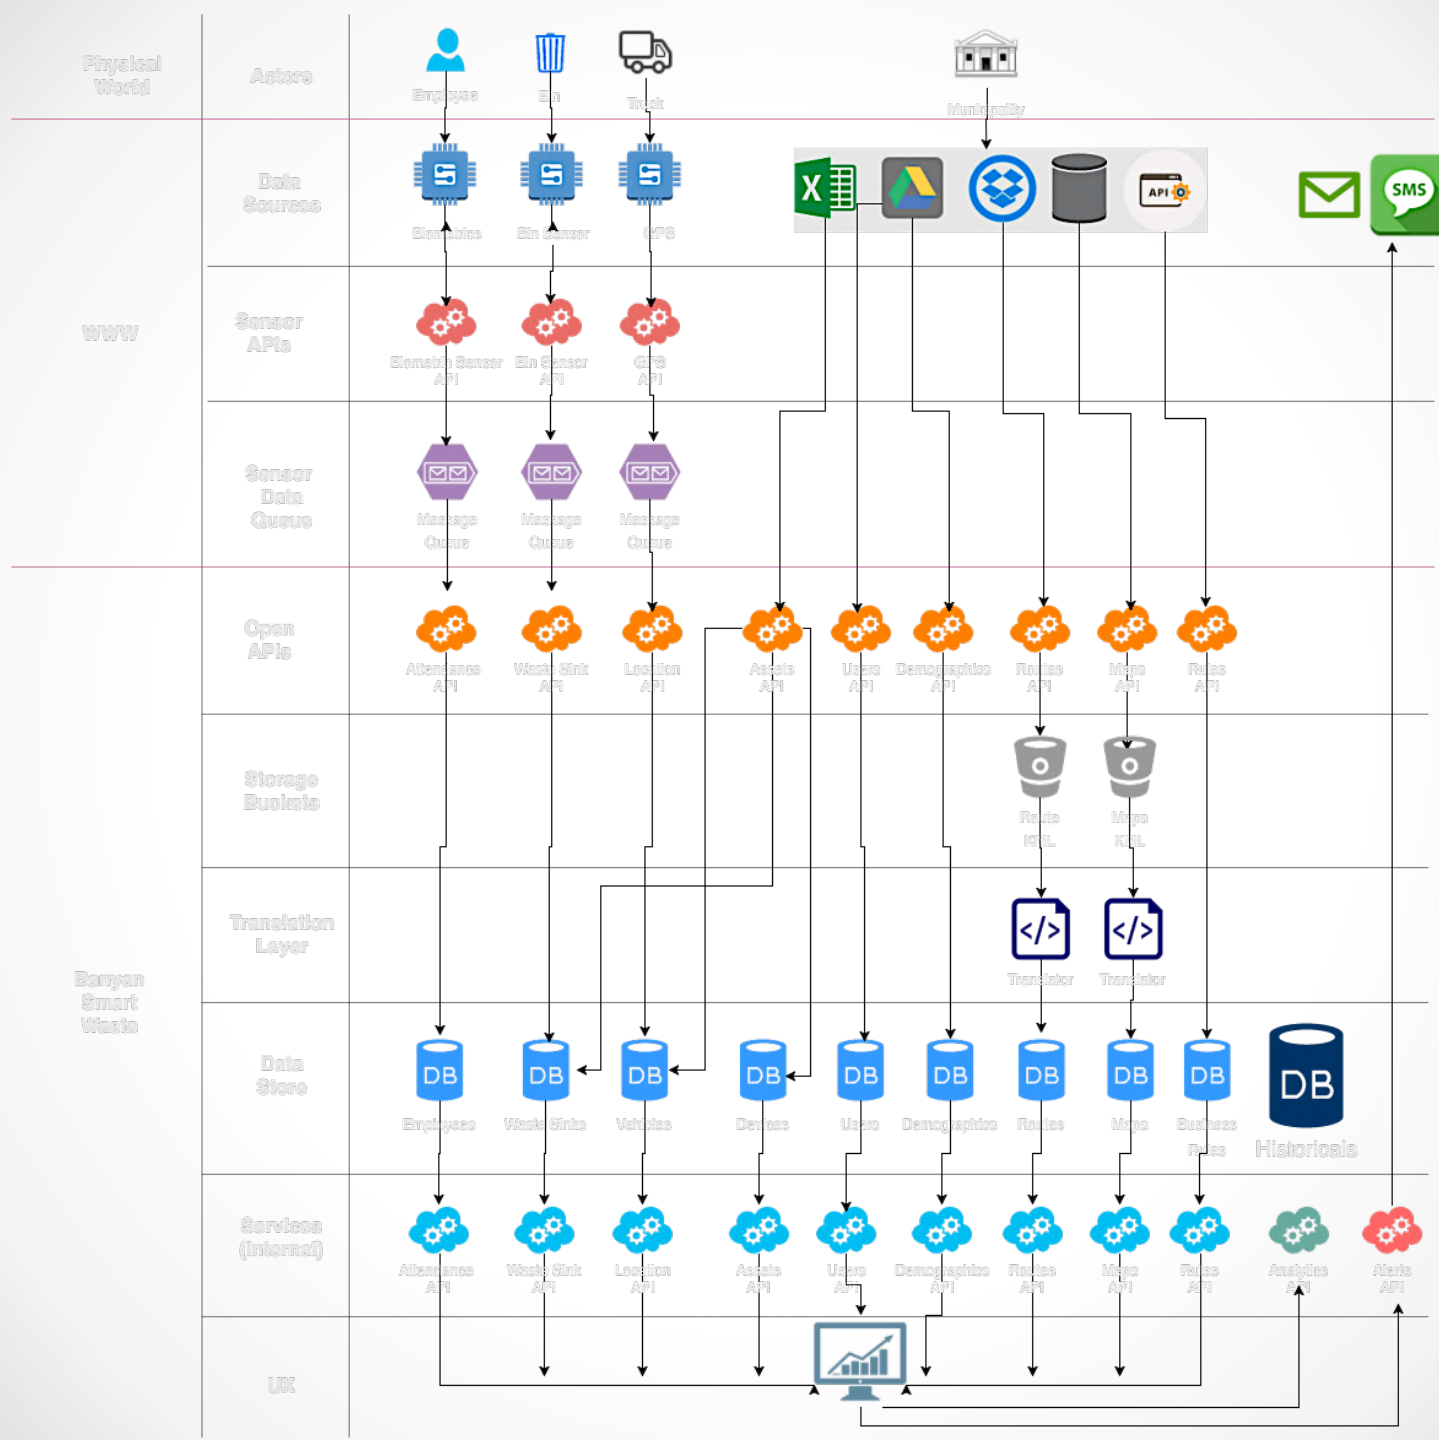 Physical
World
Actors
Employee
Bin
Truck
Municipality
Data
Sources
API
SMS
Biometrics
Bin Sensor
GPS
WWW
Sensor
APIs
Biometric Sensor
API
Bin Sensor
API
GPS
API
Sensor
Data
Queue
Message
Queue
Message
Queue
Message
Queue
Open
APIs
Attendance
API
Waste Sink
API
Location
API
Assets
API
Users
API
Demographics
API
Routes
API
Maps
API
Rules
API
Storage
Buckets
Route
KML
Maps
KML
Translation
Layer
</>
</>
Translator
Translator
Banyan
Smart
Waste
Data
Store
DB
DB
DB
DB
DB
DB
DB
DB
DB
DB
Employees
Waste Sinks
Vehicles
Devices
Users
Demographics
Routes
Maps
Business
Rules
Historicals
Services
(Internal)
Attendance
API
Waste Sink
API
Location
API
Assets
API
Users
API
Demographics
API
Routes
API
Maps
API
Rules
API
Analytics
API
Alerts
API
UX